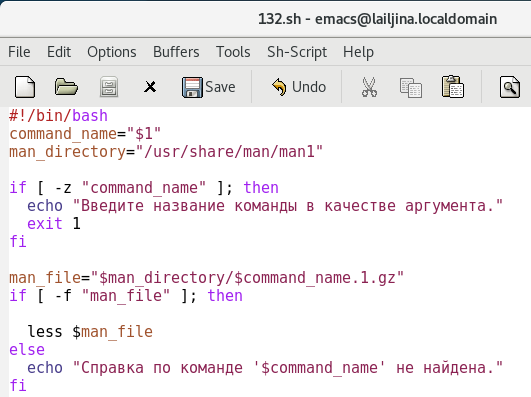 132.sh - emacs@lailjina.localdomain
File Edit Options Buffers Tools Sh-Script Help
Save Undo
#!/bin/bash
command_name="$1"
man_directory="/usr/share/man/man1"
if [ -z "command_name" ]; then
  echo "Введите название команды в качестве аргумента."
  exit 1
fi
man_file="$man_directory/$command_name.1.gz"
if [ -f "man_file" ]; then
  less $man_file
else
  echo "Справка по команде '$command_name' не найдена."
fi